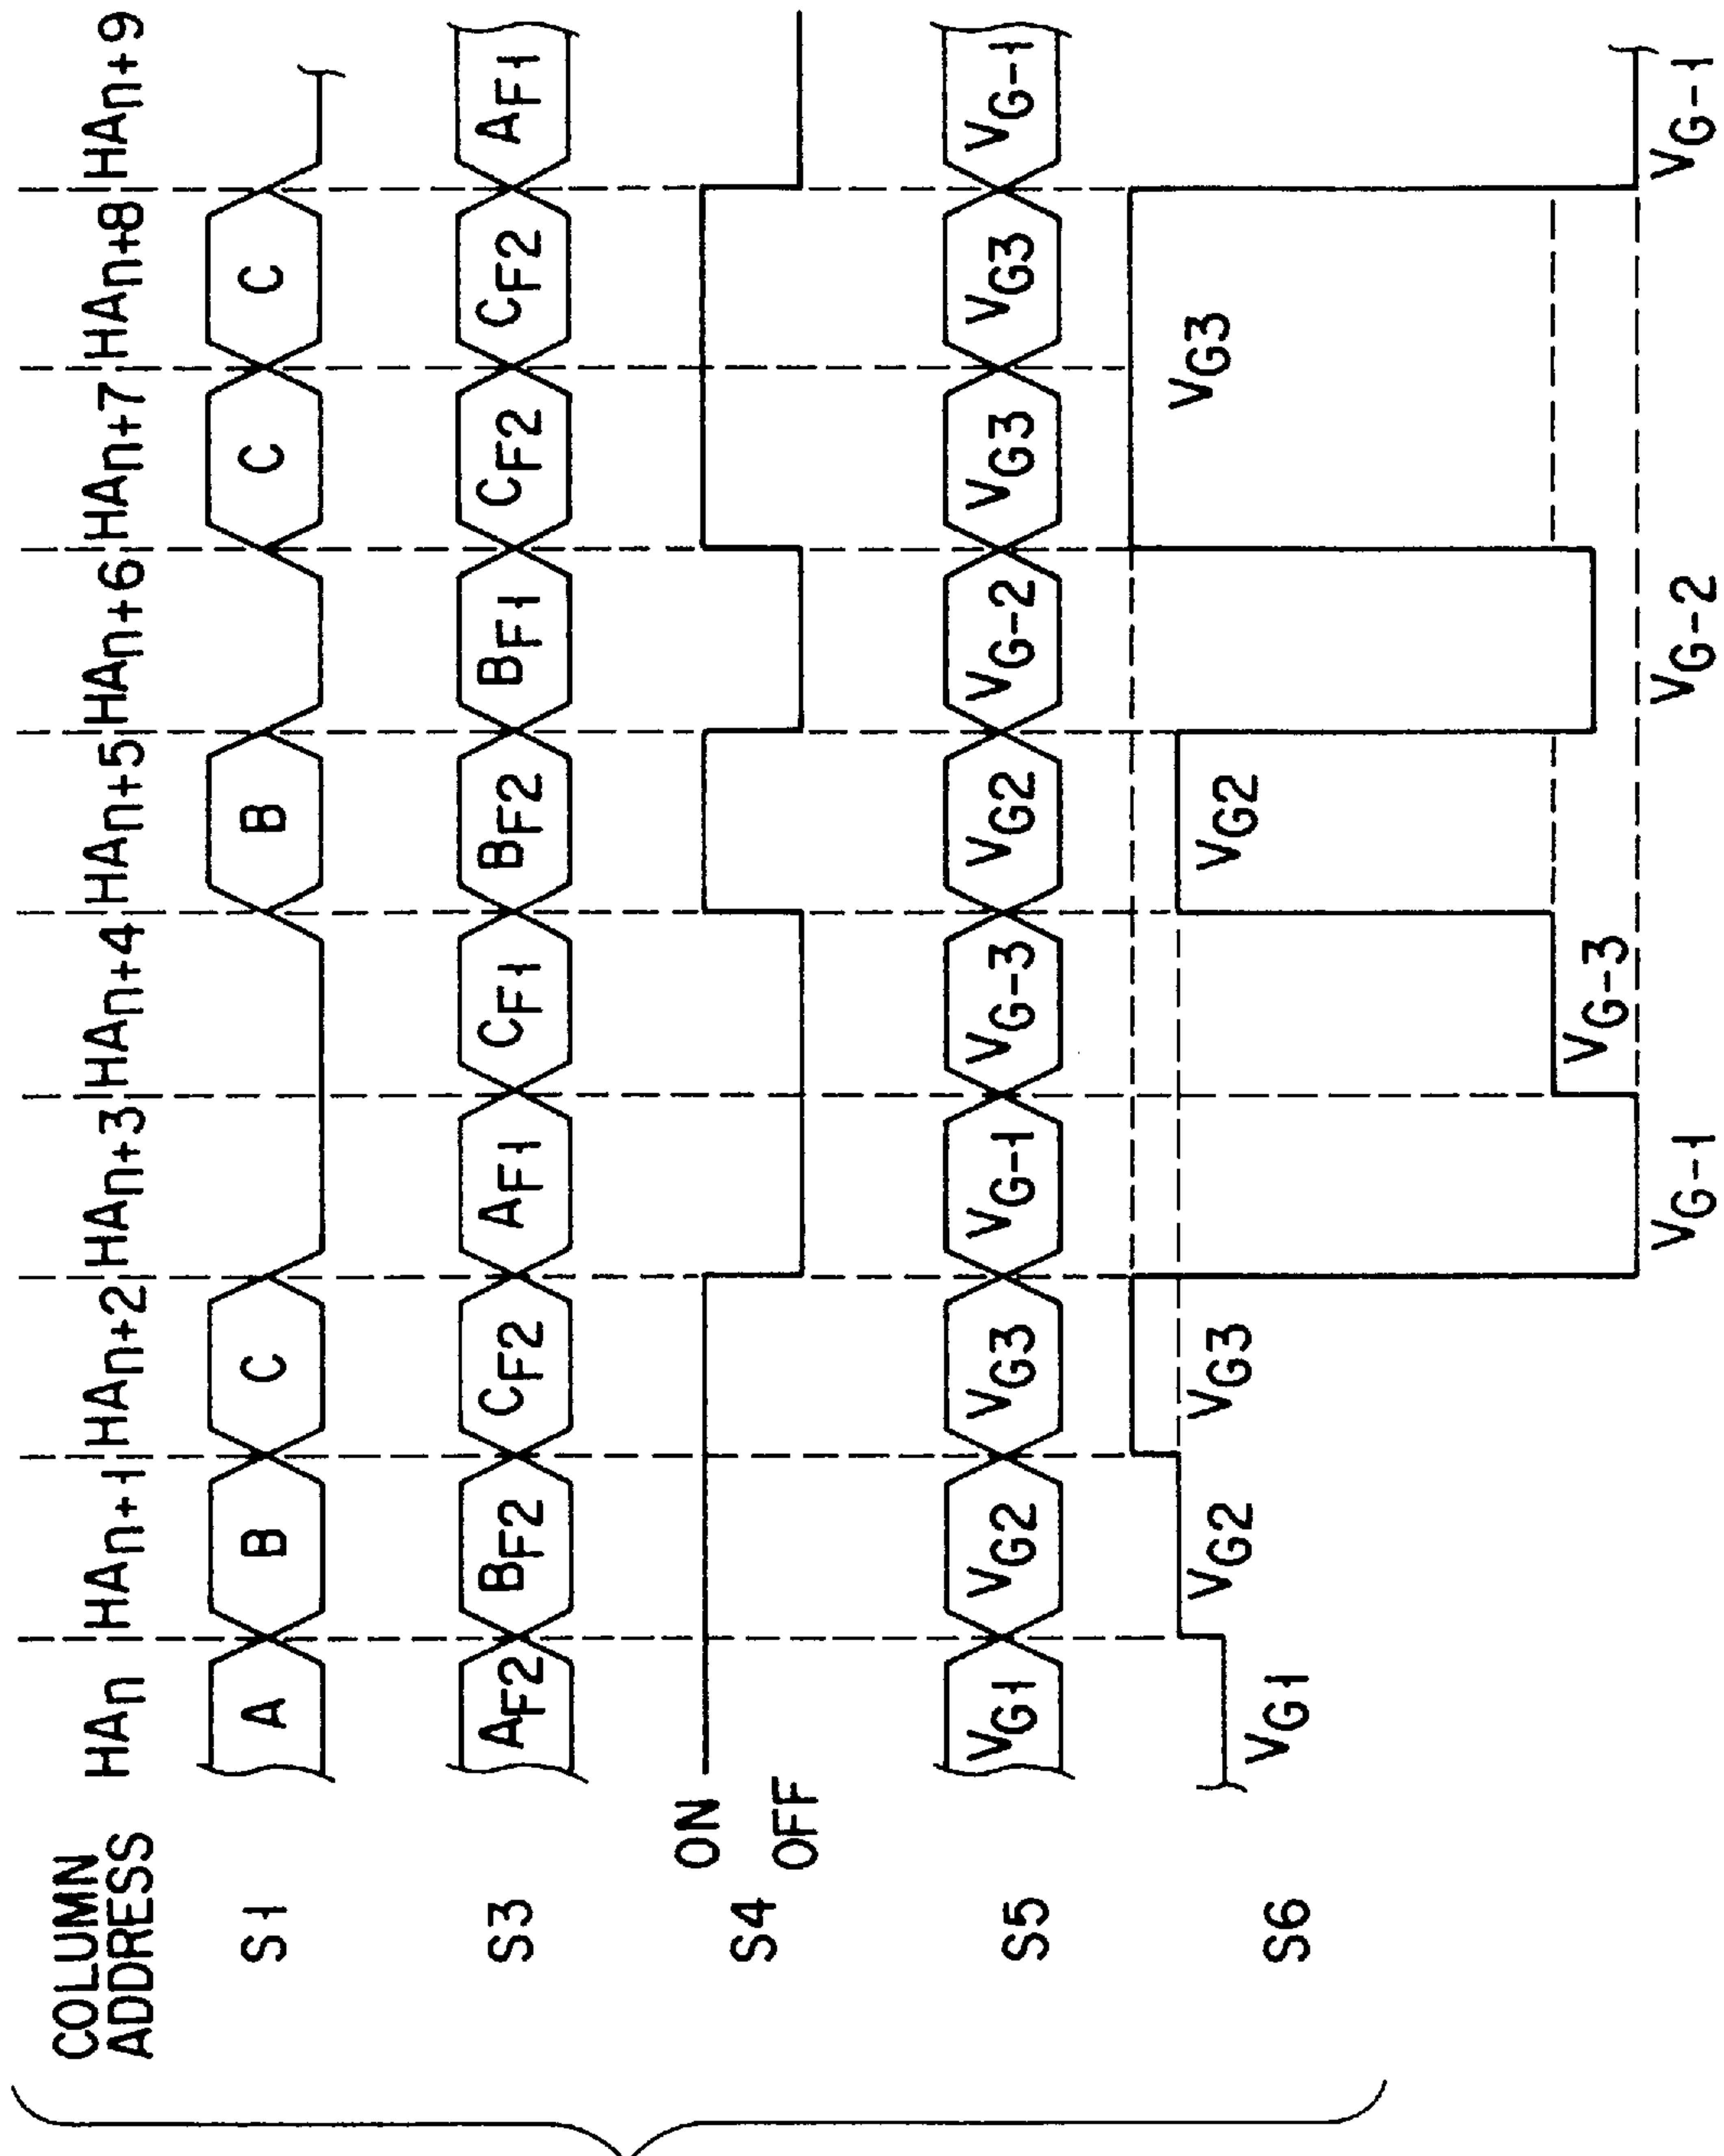 COLUMN
ADDRESS
HAn HAn+1 HAn+2 HAn+3 HAn+4 HAn+5 HAn+6 HAn+7 HAn+8 HAn+9
S1 A B C B C C
S3 AF2 BF2 CF2 AF1 CF1 BF2 BF1 CF2 CF2 AF1
ON
S4
OFF
S5 VG1 VG2 VG3 VG-1 VG-3 VG2 VG-2 VG3 VG3 VG-1
S6 VG1 VG2 VG3 VG-1 VG-3 VG2 VG-2 VG3 VG-1